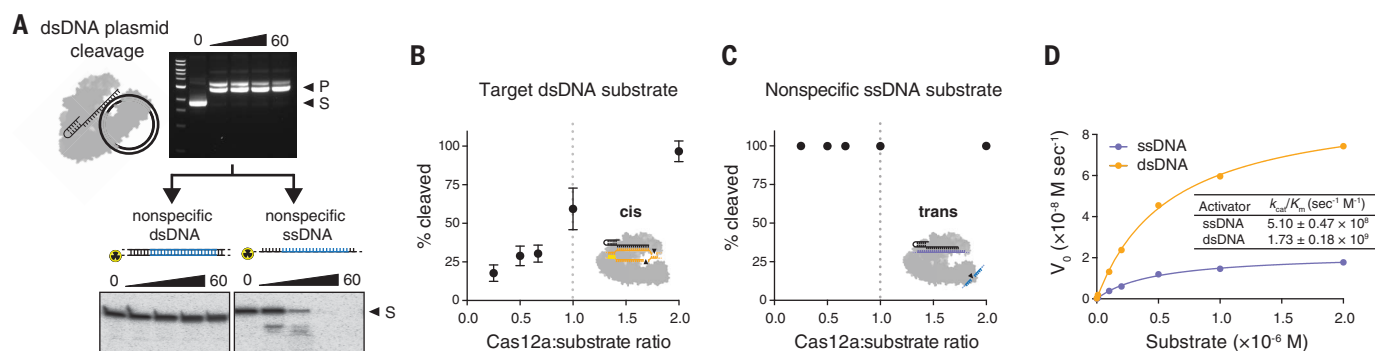 A
dsDNA plasmid
cleavage
0 60
P
S
nonspecific
dsDNA
nonspecific
ssDNA
0 60
0 60
S
B
Target dsDNA substrate
% cleaved
100
75
50
25
0
cis
0 0.5 1.0 1.5 2.0
Cas12a:substrate ratio
C
Nonspecific ssDNA substrate
% cleaved
100
75
50
25
0
trans
0 0.5 1.0 1.5 2.0
Cas12a:substrate ratio
D
V₀ (×10⁻⁸ M sec⁻¹)
8
6
4
2
0
ssDNA
dsDNA
Activator k_cat/K_m (sec⁻¹ M⁻¹)
ssDNA 5.10 ± 0.47 × 10⁸
dsDNA 1.73 ± 0.18 × 10⁹
0.0 0.5 1.0 1.5 2.0
Substrate (×10⁻⁶ M)